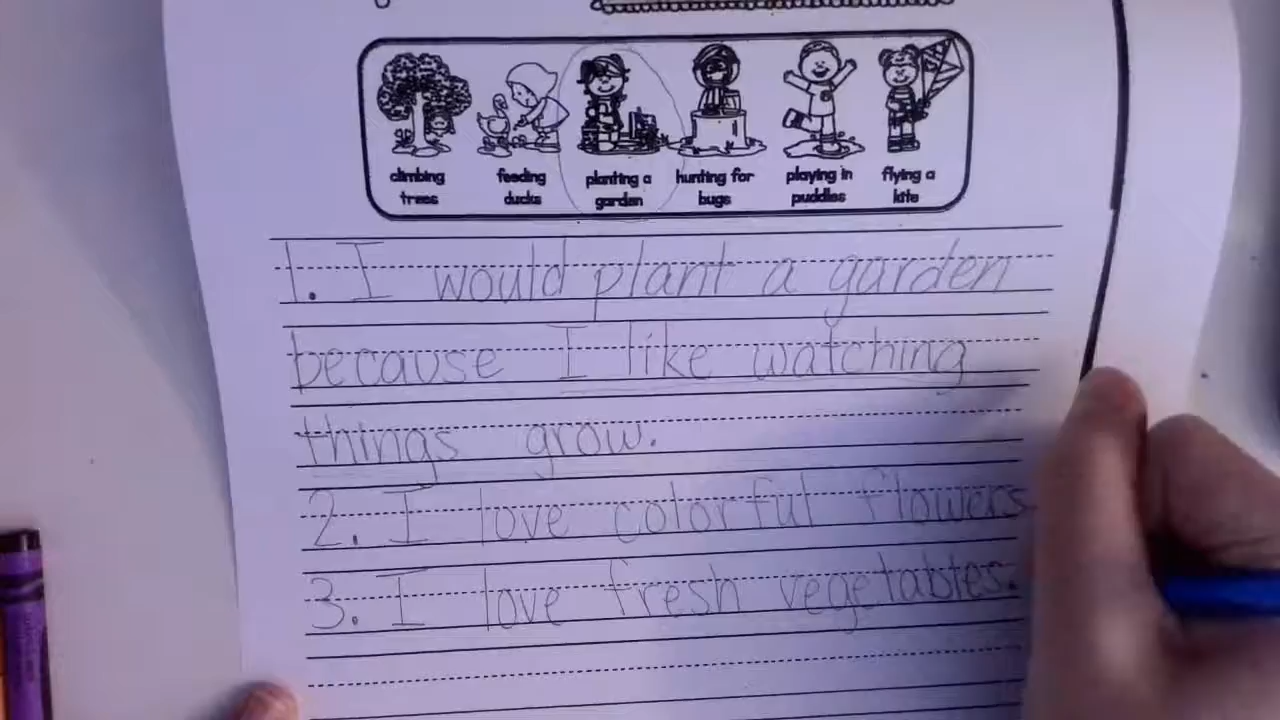 climbing trees
feeding ducks
planting a garden
hunting for bugs
playing in puddles
flying a kite
1. I would plant a garden
because I like watching
things grow.
2. I love colorful flowers
3. I love fresh vegetables.